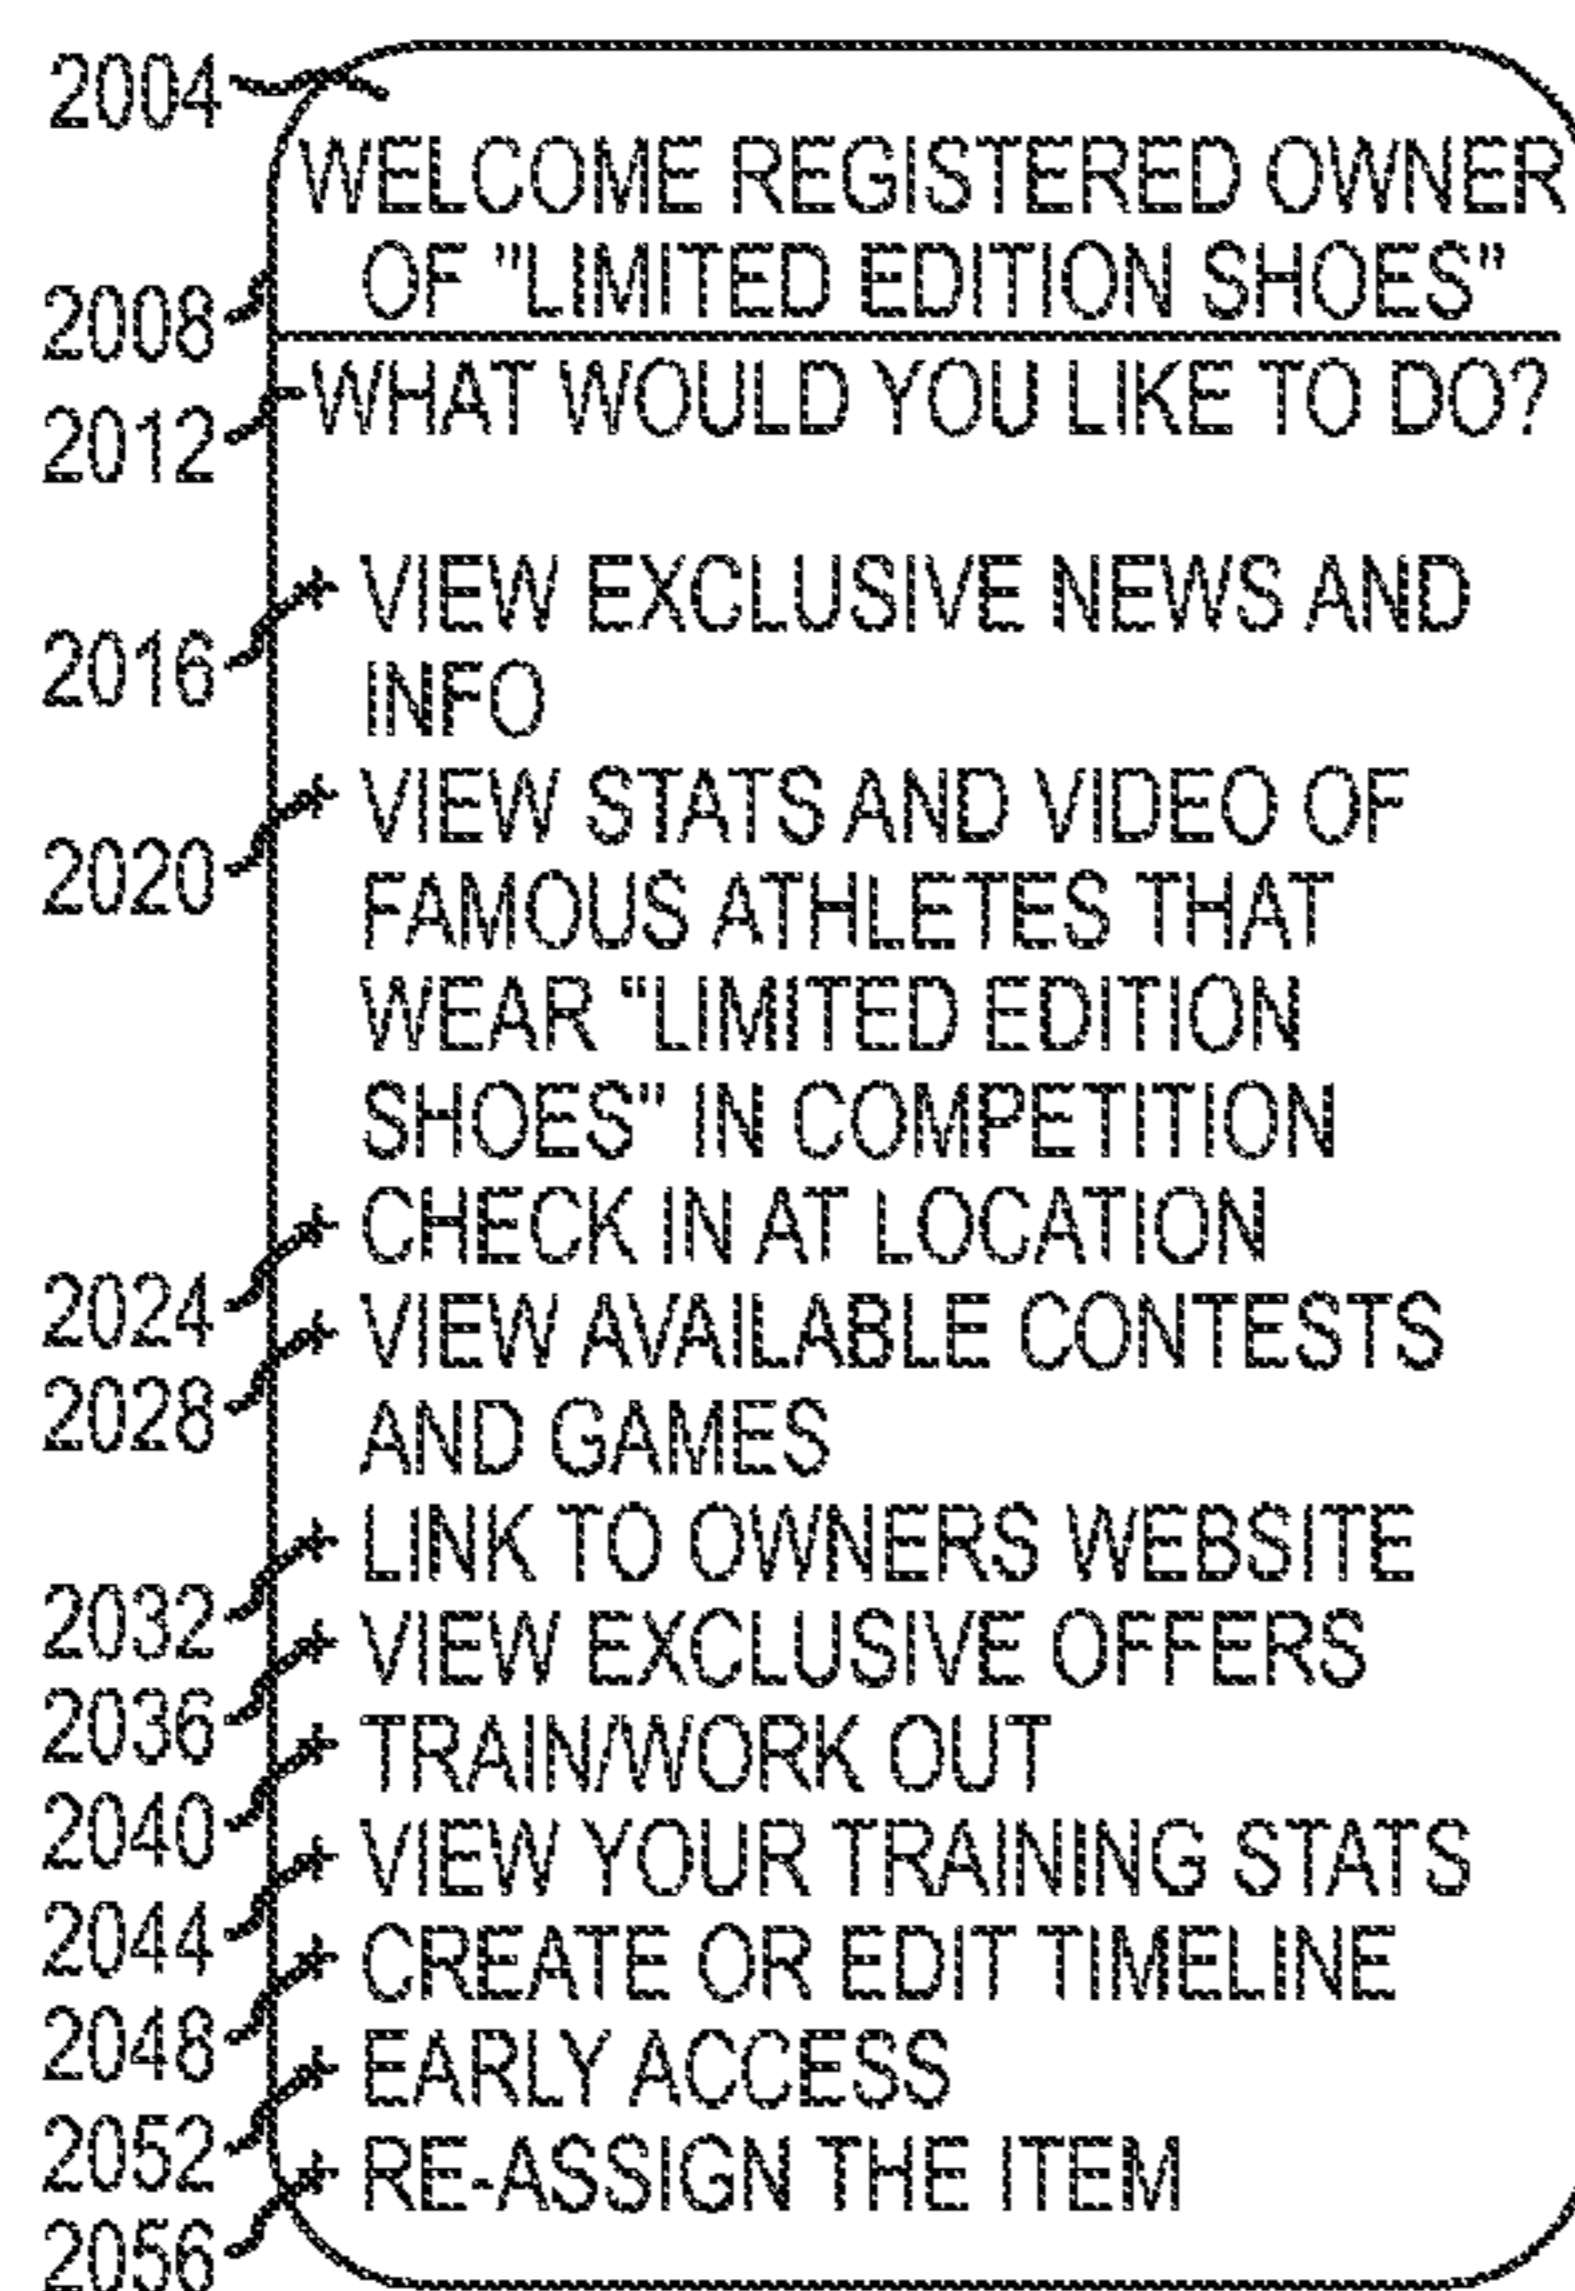 2004
WELCOME REGISTERED OWNER
OF "LIMITED EDITION SHOES"
2008
WHAT WOULD YOU LIKE TO DO?
2012
+ VIEW EXCLUSIVE NEWS AND
2016
INFO
+ VIEW STATS AND VIDEO OF
2020
FAMOUS ATHLETES THAT
WEAR "LIMITED EDITION
SHOES" IN COMPETITION
+ CHECK IN AT LOCATION
2024
+ VIEW AVAILABLE CONTESTS
2028
AND GAMES
+ LINK TO OWNERS WEBSITE
2032
+ VIEW EXCLUSIVE OFFERS
2036
+ TRAIN/WORK OUT
2040
+ VIEW YOUR TRAINING STATS
2044
+ CREATE OR EDIT TIMELINE
2048
+ EARLY ACCESS
2052
+ RE-ASSIGN THE ITEM
2056